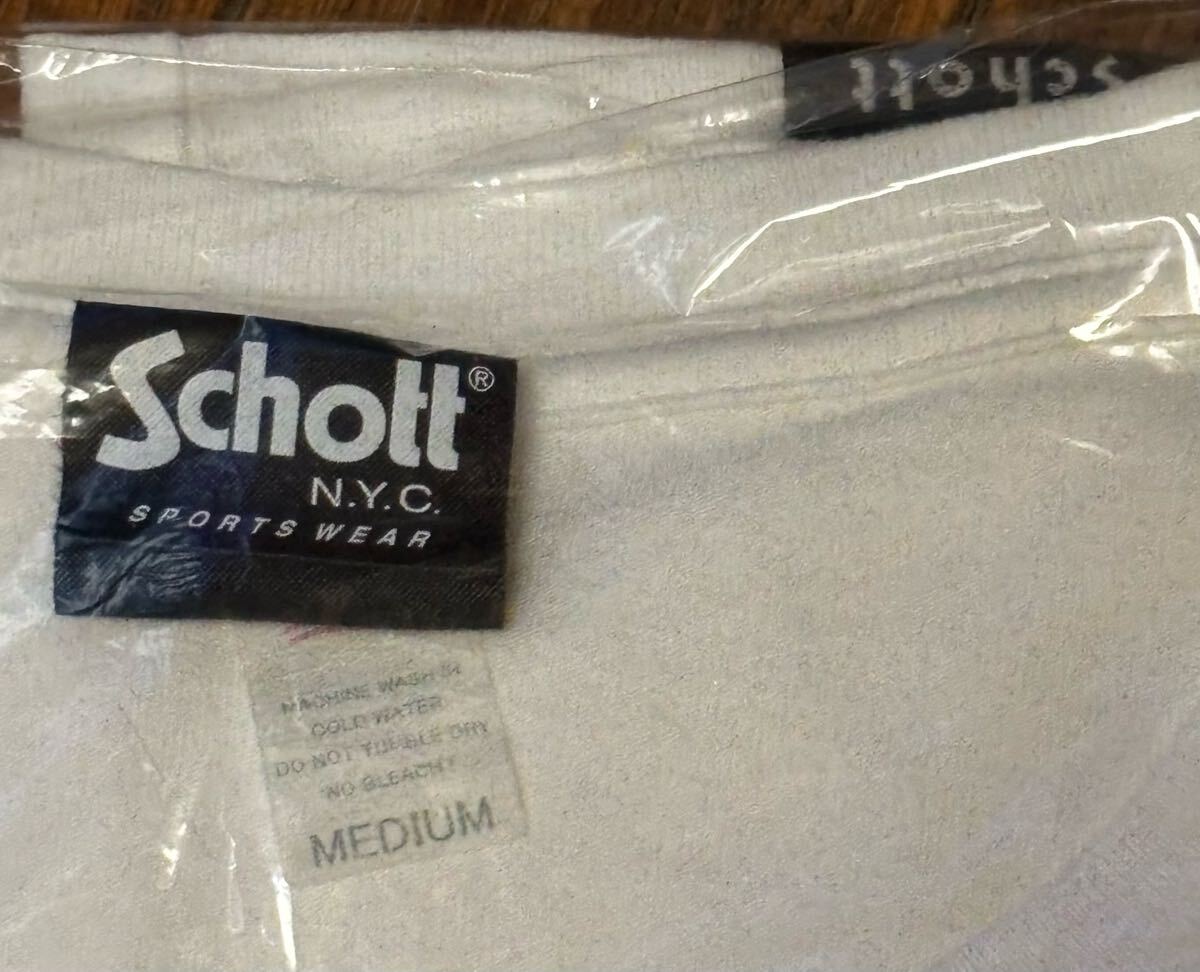 Schott
Schott®
N.Y.C.
SPORTS WEAR
MACHINE WASH IN
COLD WATER
DO NOT TUMBLE DRY
NO BLEACH
MEDIUM